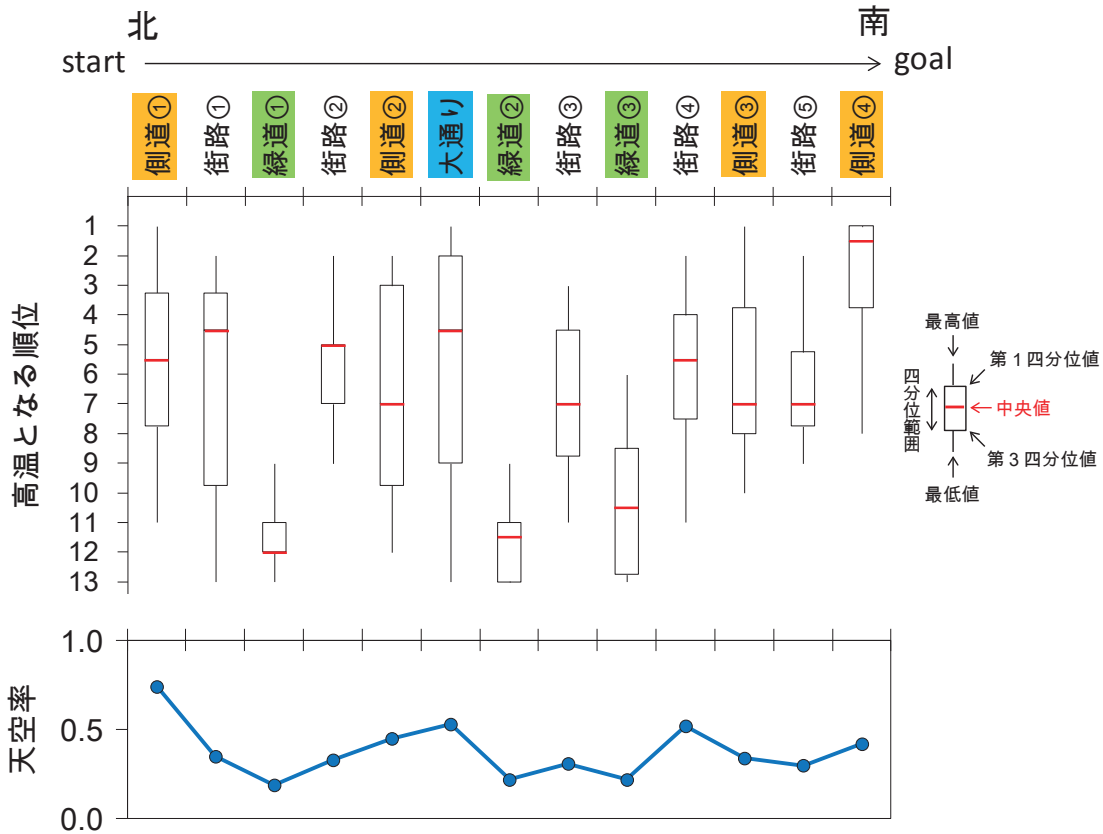 北
南
start
goal
側道①
街路①
緑道①
街路②
側道②
大通り
緑道②
街路③
緑道③
街路④
側道③
街路⑤
側道④
高温となる順位
1
2
3
4
5
6
7
8
9
10
11
12
13
最高値
第1四分位値
四分位範囲
中央値
第3四分位値
最低値
天空率
1.0
0.5
0.0